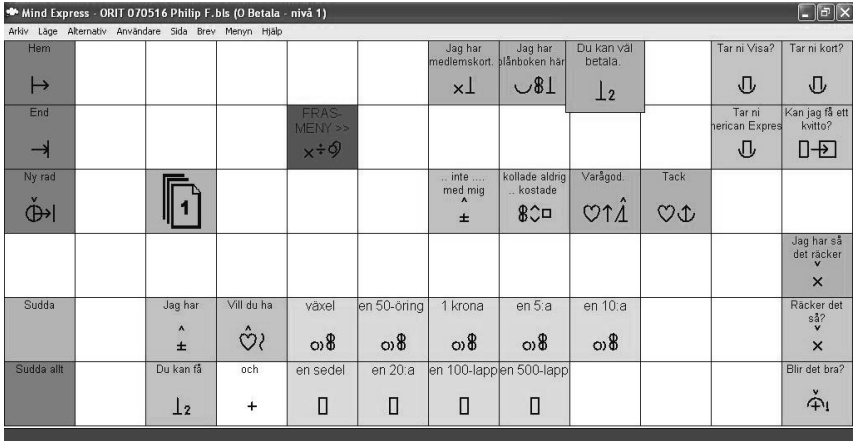 Mind Express - ORIT 070516 Philip F.bls (O Betala - nivå 1)
Arkiv Läge Alternativ Användare Sida Brev Menyn Hjälp
Hem
Jag har
medlemskort.
Jag har
plånboken här
Du kan väl
betala.
2
Tar ni Visa?
Tar ni kort?
End
FRAS-
MENY >>
Tar ni
merican Expres
Kan jag få ett
kvitto?
Ny rad
1
.. inte ....
med mig
kollade aldrig
.. kostade
Varågod.
Tack
Jag har så
det räcker
Sudda
Jag har
Vill du ha
växel
en 50-öring
1 krona
en 5:a
en 10:a
Räcker det
så?
Sudda allt
Du kan få
2
och
+
en sedel
en 20:a
en 100-lapp
en 500-lapp
Blir det bra?